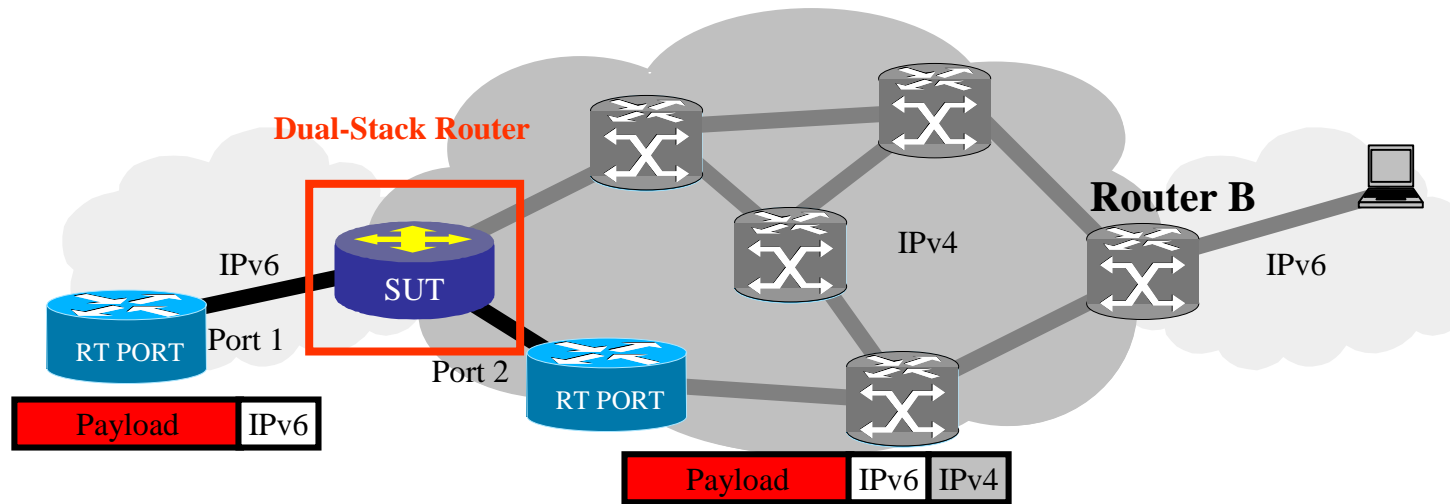 Dual-Stack Router
Router B
IPv4
IPv6
IPv6
SUT
Port 1
RT PORT
Port 2
RT PORT
Payload IPv6
Payload IPv6 IPv4